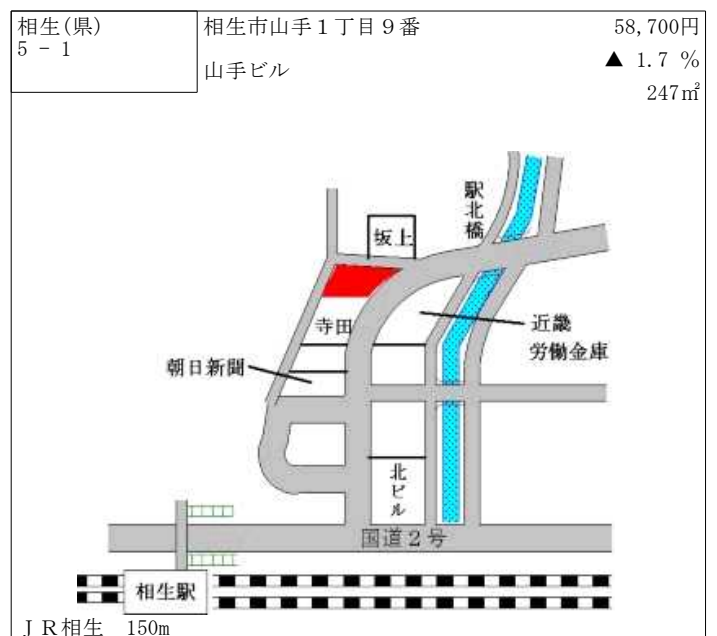 相生(県)
5 - 1
相生市山手１丁目９番
山手ビル
58,700円
▲ 1.7 %
247㎡
駅北橋
坂上
寺田
近畿
労働金庫
朝日新聞
北ビル
国道２号
相生駅
ＪＲ相生 150m